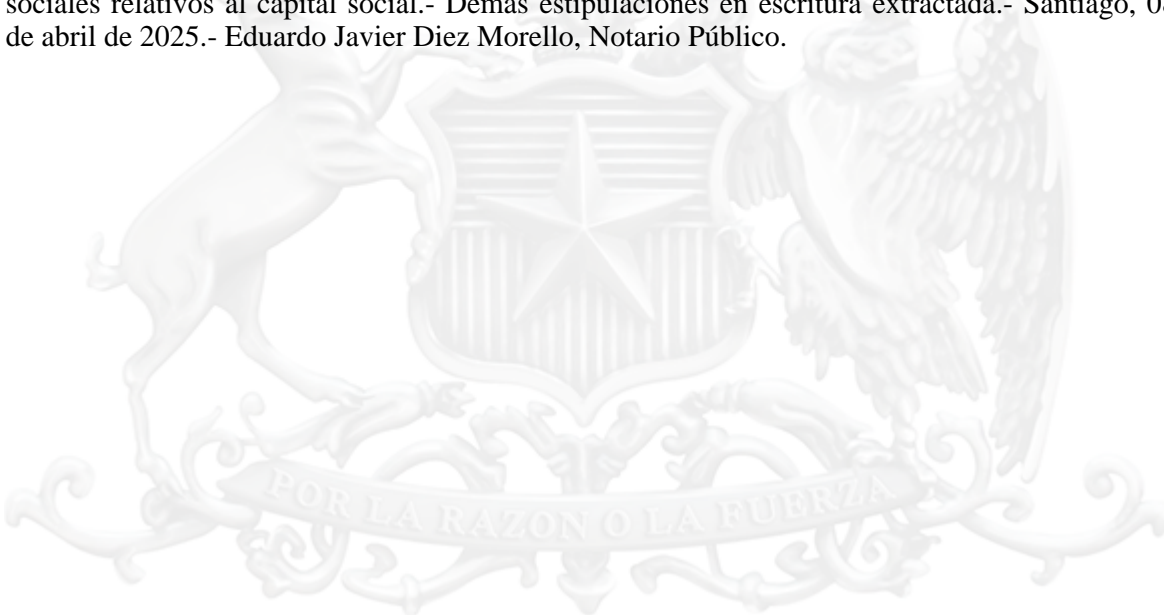 sociales relativos al capital social.- Demás estipulaciones en escritura extractada.- Santiago,
de abril de 2025.- Eduardo Javier Diez Morello, Notario Público.
POR LA RAZON O LA FUERZA